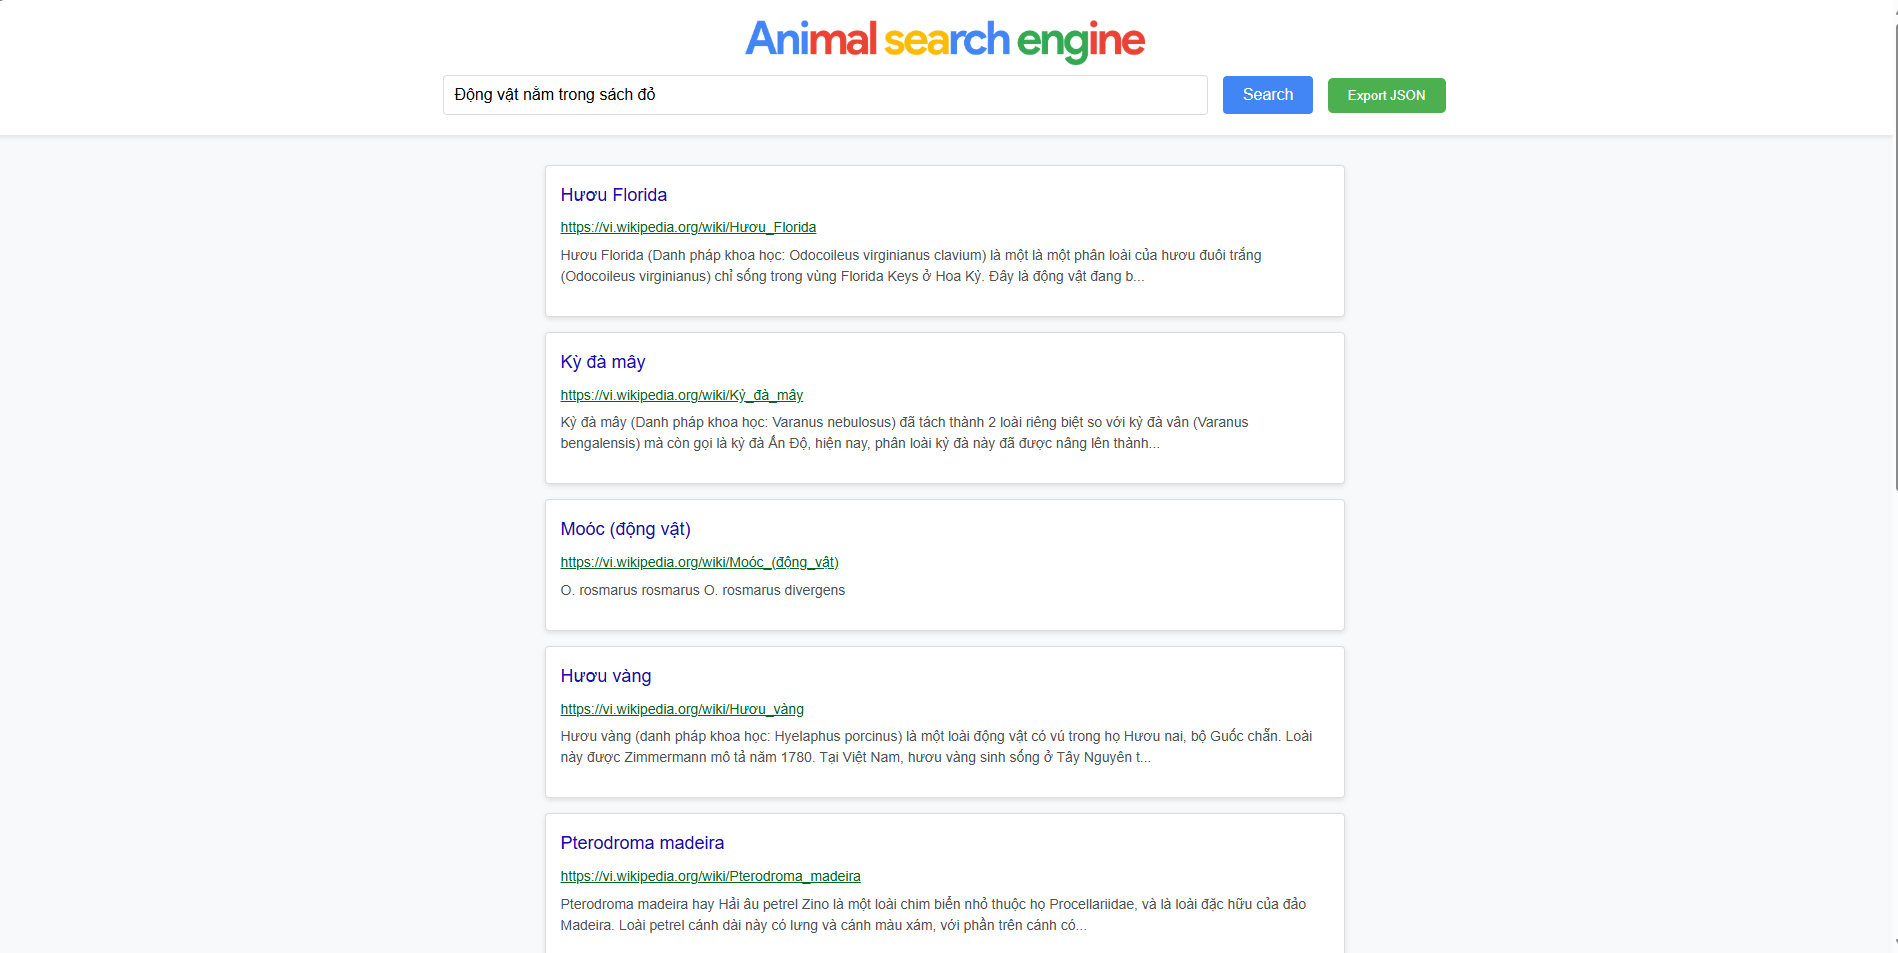 Animal search engine
Động vật nằm trong sách đỏ
Search
Export JSON
Hươu Florida
https://vi.wikipedia.org/wiki/Hươu_Florida
Hươu Florida (Danh pháp khoa học: Odocoileus virginianus clavium) là một là một phân loài của hươu đuôi trắng
(Odocoileus virginianus) chỉ sống trong vùng Florida Keys ở Hoa Kỳ. Đây là động vật đang b...
Kỳ đà mây
https://vi.wikipedia.org/wiki/Kỳ_đà_mây
Kỳ đà mây (Danh pháp khoa học: Varanus nebulosus) đã tách thành 2 loài riêng biệt so với kỳ đà vân (Varanus
bengalensis) mà còn gọi là kỳ đà Ấn Độ, hiện nay, phân loài kỳ đà này đã được nâng lên thành...
Moóc (động vật)
https://vi.wikipedia.org/wiki/Moóc_(động_vật)
O. rosmarus rosmarus O. rosmarus divergens
Hươu vàng
https://vi.wikipedia.org/wiki/Hươu_vàng
Hươu vàng (danh pháp khoa học: Hyelaphus porcinus) là một loài động vật có vú trong họ Hươu nai, bộ Guốc chẵn. Loài
này được Zimmermann mô tả năm 1780. Tại Việt Nam, hươu vàng sinh sống ở Tây Nguyên t...
Pterodroma madeira
https://vi.wikipedia.org/wiki/Pterodroma_madeira
Pterodroma madeira hay Hải âu petrel Zino là một loài chim biển nhỏ thuộc họ Procellariidae, và là loài đặc hữu của đảo
Madeira. Loài petrel cánh dài này có lưng và cánh màu xám, với phần trên cánh có...